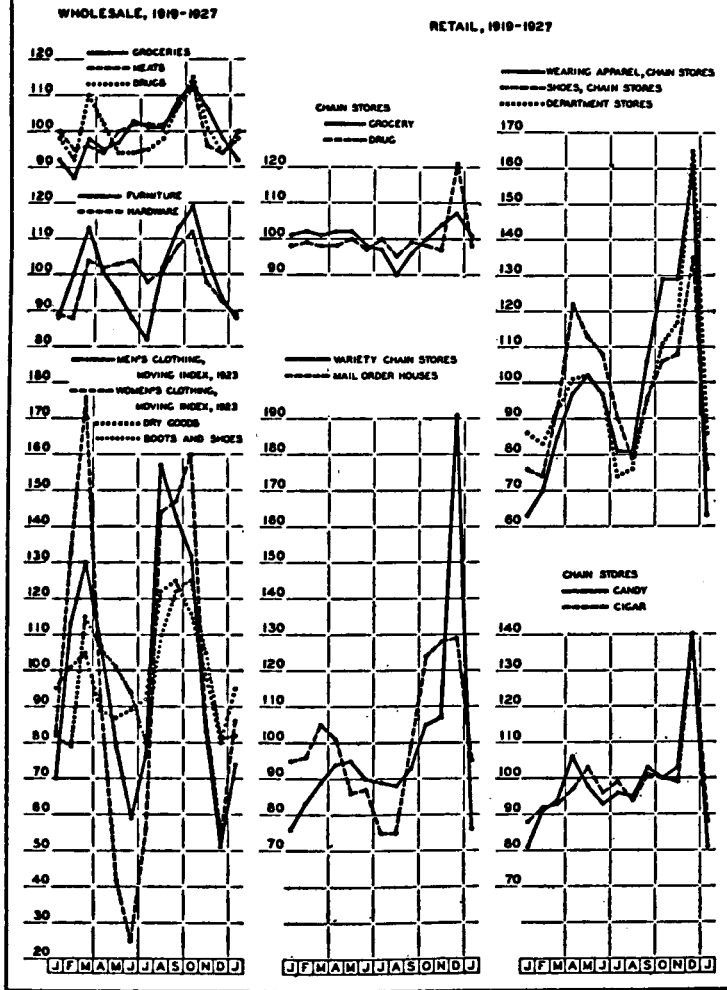 WHOLESALE, 1919-1927
120
GROCERIES
MEATS
110
DRUGS
100
90
120
FURNITURE
HARDWARE
110
100
90
80
MEN'S CLOTHING,
MOVING INDEX, 1923
180
WOMEN'S CLOTHING,
MOVING INDEX, 1923
170
DRY GOODS
BOOTS AND SHOES
160
150
140
130
120
110
100
90
80
70
60
50
40
30
20
J F M A M J J A S O N D J
RETAIL, 1919-1927
CHAIN STORES
GROCERY
DRUG
120
110
100
90
VARIETY CHAIN STORES
MAIL ORDER HOUSES
190
180
170
160
150
140
130
120
110
100
90
80
70
J F M A M J J A S O N D J
WEARING APPAREL, CHAIN STORES
SHOES, CHAIN STORES
DEPARTMENT STORES
170
160
150
140
130
120
110
100
90
80
70
60
CHAIN STORES
CANDY
CIGAR
140
130
120
110
100
90
80
70
J F M A M J J A S O N D J